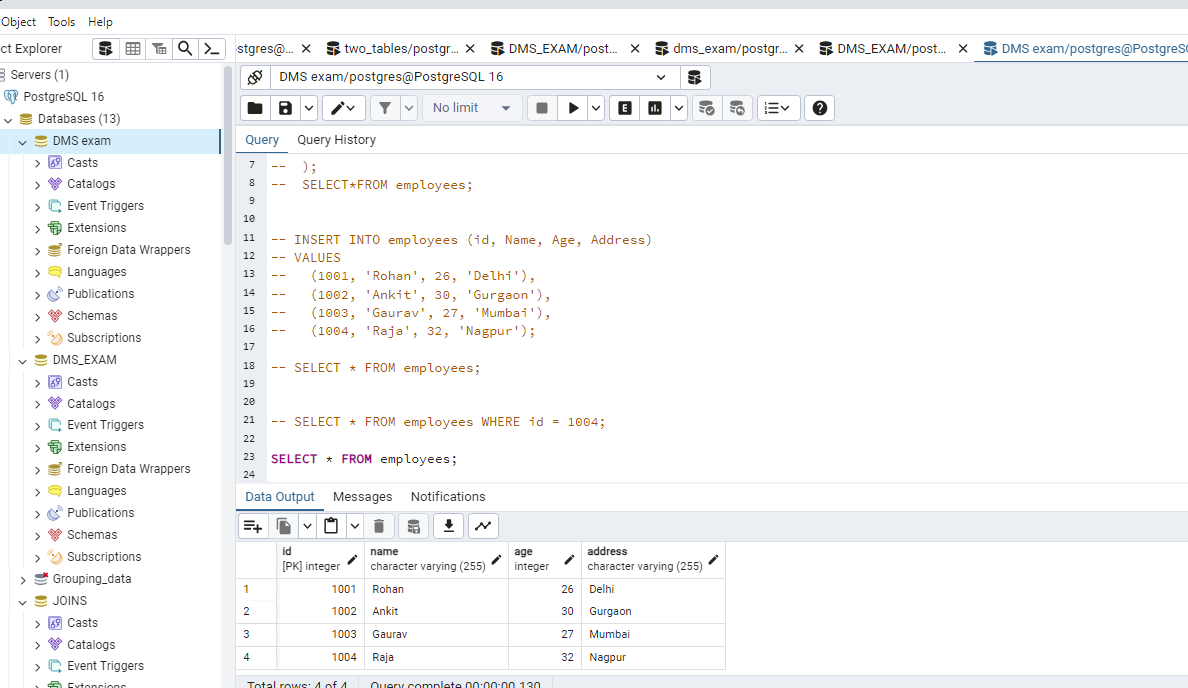 Object Tools Help
ct Explorer
ostgres@... two_tables/postgr... DMS_EXAM/post... dms_exam/postgr... DMS_EXAM/post... DMS exam/postgres@PostgreSQ
Servers (1)
PostgreSQL 16
Databases (13)
DMS exam
Casts
Catalogs
Event Triggers
Extensions
Foreign Data Wrappers
Languages
Publications
Schemas
Subscriptions
DMS_EXAM
Casts
Catalogs
Event Triggers
Extensions
Foreign Data Wrappers
Languages
Publications
Schemas
Subscriptions
Grouping_data
JOINS
Casts
Catalogs
Event Triggers
Extensions
DMS exam/postgres@PostgreSQL 16
No limit
E
Query Query History
7 -- );
8 -- SELECT*FROM employees;
9
10
11 -- INSERT INTO employees (id, Name, Age, Address)
12 -- VALUES
13 -- (1001, 'Rohan', 26, 'Delhi'),
14 -- (1002, 'Ankit', 30, 'Gurgaon'),
15 -- (1003, 'Gaurav', 27, 'Mumbai'),
16 -- (1004, 'Raja', 32, 'Nagpur');
17
18 -- SELECT * FROM employees;
19
20
21 -- SELECT * FROM employees WHERE id = 1004;
22
23 SELECT * FROM employees;
24
Data Output Messages Notifications
id name age address
[PK] integer character varying (255) integer character varying (255)
1 1001 Rohan 26 Delhi
2 1002 Ankit 30 Gurgaon
3 1003 Gaurav 27 Mumbai
4 1004 Raja 32 Nagpur
Total rows: 4 of 4 Query complete 00:00:00.130